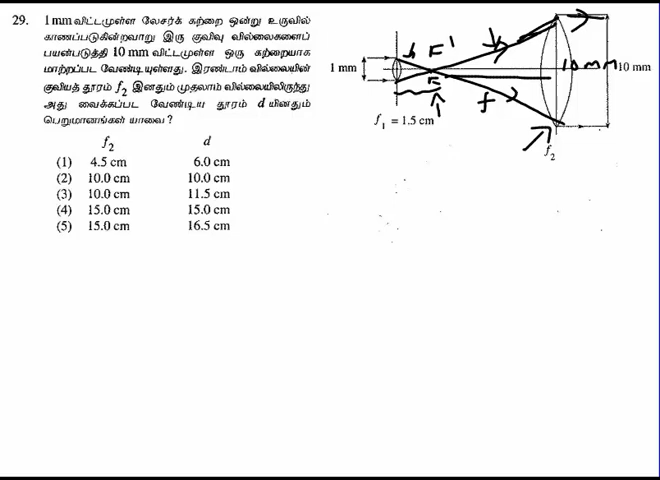 29. 1 mm விட்டமுள்ள லேசர்க் கற்றை ஒன்று உருவில்
காணப்படுகின்றவாறு இரு குவிவு வில்லைகளைப்
பயன்படுத்தி 10 mm விட்டமுள்ள ஒரு கற்றையாக
மாற்றப்பட வேண்டியுள்ளது. இரண்டாம் வில்லையின்
குவியத் தூரம் f₂ இனதும் முதலாம் வில்லையிலிருந்து
அது வைக்கப்பட வேண்டிய தூரம் d யினதும்
பெறுமானங்கள் யாவை ?
f₂ d
(1) 4.5 cm 6.0 cm
(2) 10.0 cm 10.0 cm
(3) 10.0 cm 11.5 cm
(4) 15.0 cm 15.0 cm
(5) 15.0 cm 16.5 cm
F'
1 mm
10 mm
10 mm
f
f₁ = 1.5 cm
f₂